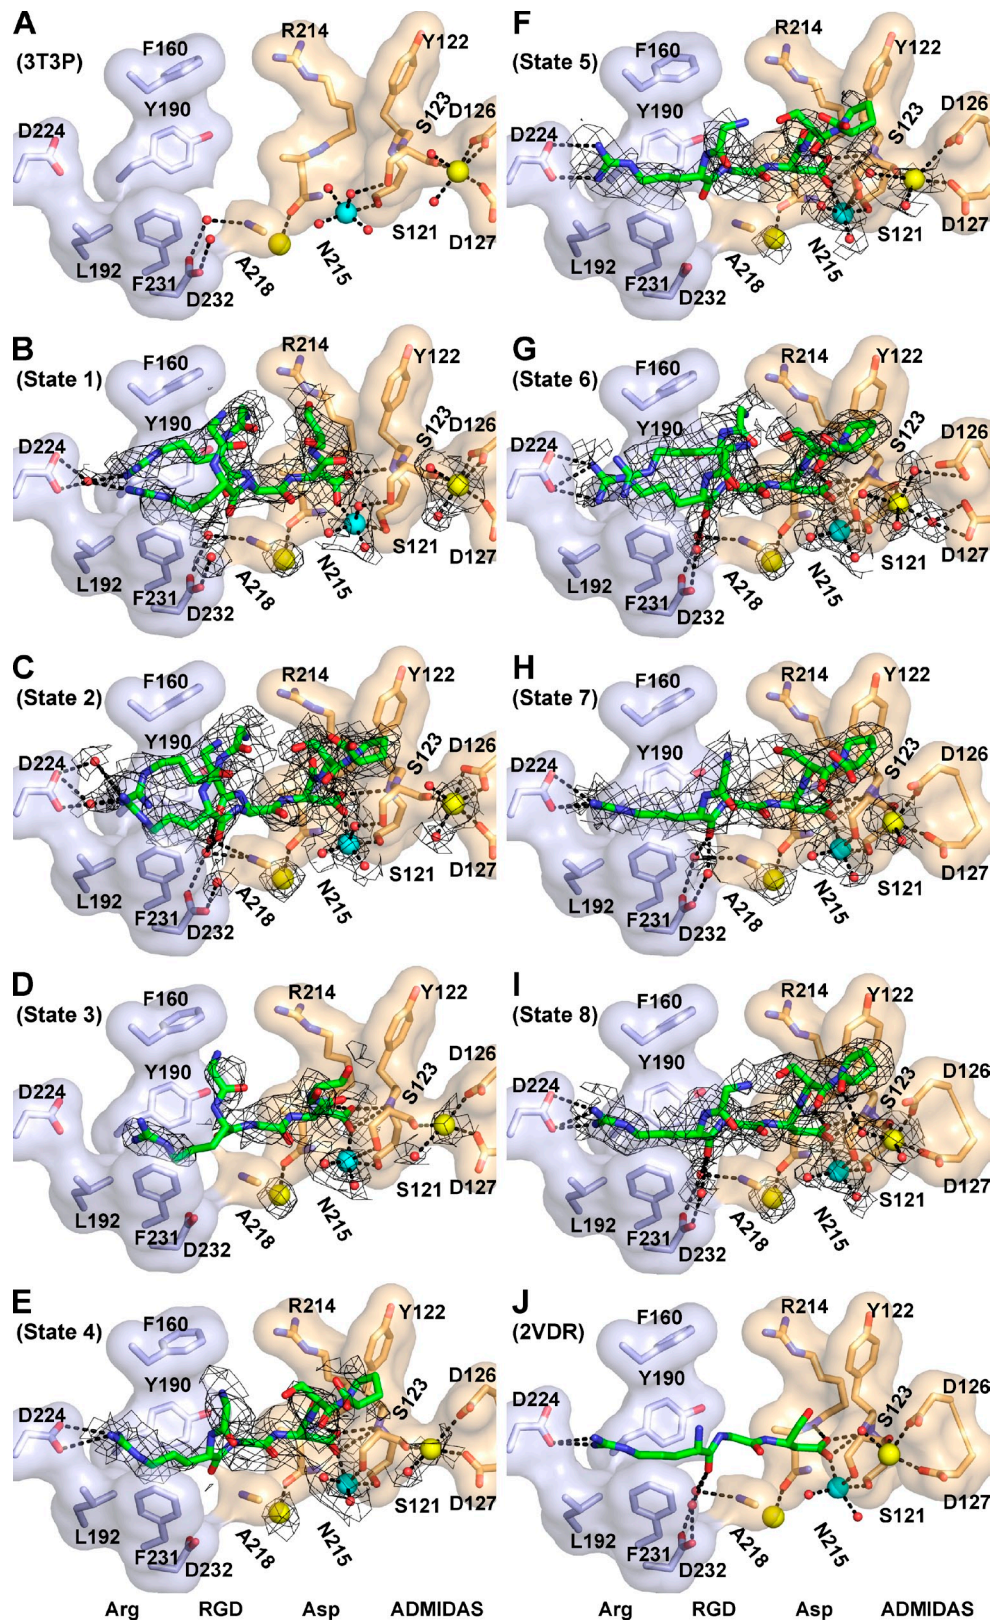 A
(3T3P)
F160
R214
Y122
Y190
S123
D126
D224
L192
F231
D232
A218
N215
S121
D127
B
(State 1)
F160
R214
Y122
Y190
S123
D126
D224
L192
F231
D232
A218
N215
S121
D127
C
(State 2)
F160
R214
Y122
Y190
S123
D126
D224
L192
F231
D232
A218
N215
S121
D127
D
(State 3)
F160
R214
Y122
Y190
S123
D126
D224
L192
F231
D232
A218
N215
S121
D127
E
(State 4)
F160
R214
Y122
Y190
S123
D126
D224
L192
F231
D232
A218
N215
S121
D127
Arg RGD Asp ADMIDAS
F
(State 5)
F160
R214
Y122
Y190
S123
D126
D224
L192
F231
D232
A218
N215
S121
D127
G
(State 6)
F160
R214
Y122
Y190
S123
D126
D224
L192
F231
D232
A218
N215
S121
D127
H
(State 7)
F160
R214
Y122
Y190
S123
D126
D224
L192
F231
D232
A218
N215
S121
D127
I
(State 8)
F160
R214
Y122
Y190
S123
D126
D224
L192
F231
D232
A218
N215
S121
D127
J
(2VDR)
F160
R214
Y122
Y190
S123
D126
D224
L192
F231
D232
A218
N215
S121
D127
Arg RGD Asp ADMIDAS